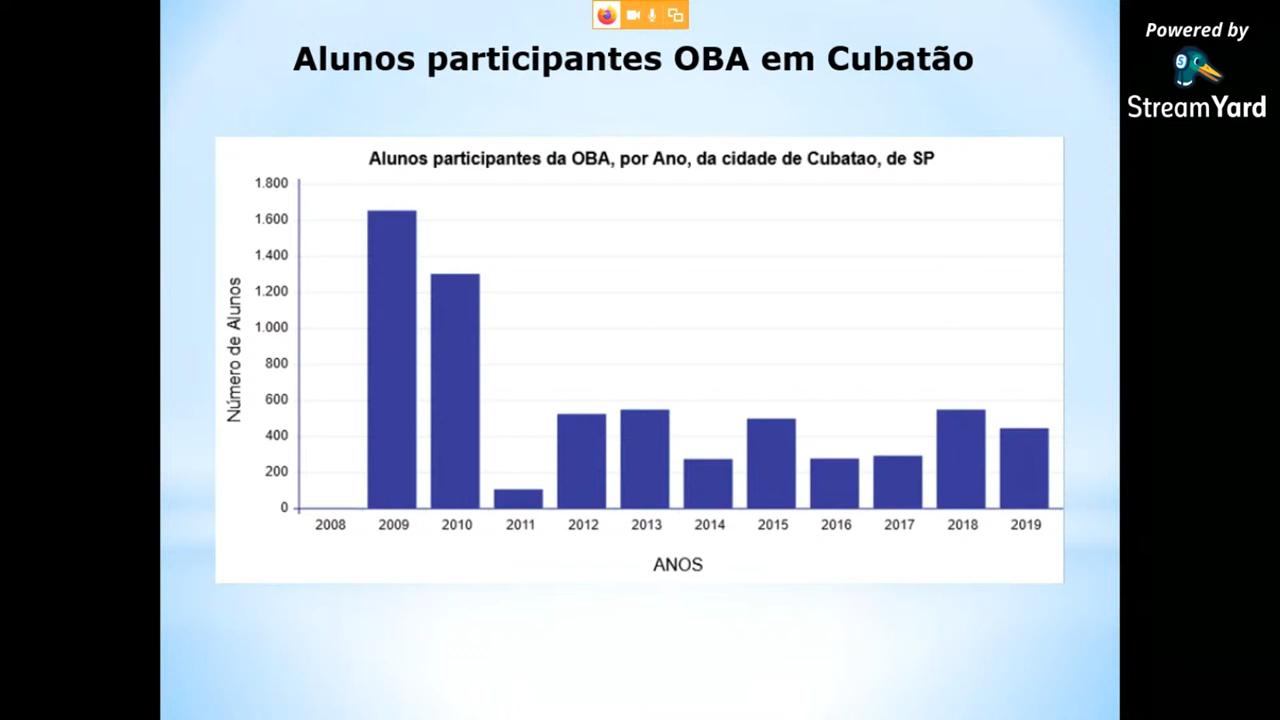 Alunos participantes OBA em Cubatão
Powered by
StreamYard
Alunos participantes da OBA, por Ano, da cidade de Cubatao, de SP
Número de Alunos
1.800
1.600
1.400
1.200
1.000
800
600
400
200
0
2008 2009 2010 2011 2012 2013 2014 2015 2016 2017 2018 2019
ANOS